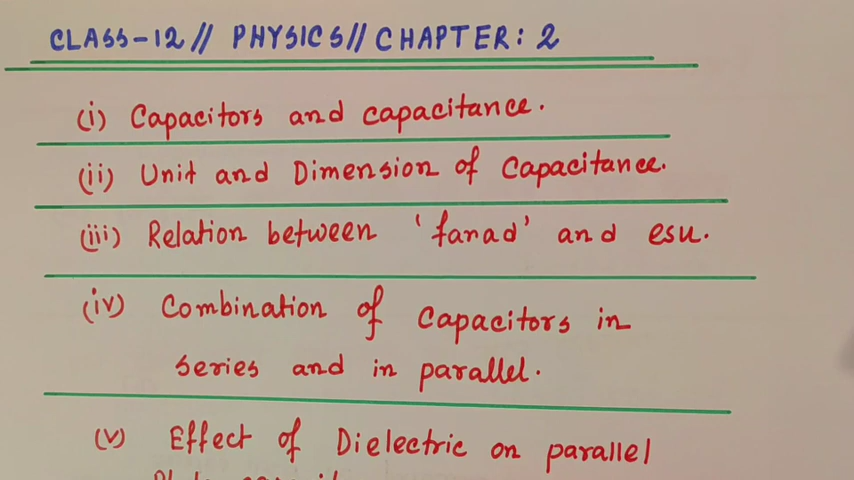 CLASS-12 // PHYSICS // CHAPTER: 2
(i) Capacitors and capacitance.
(ii) Unit and Dimension of Capacitance.
(iii) Relation between 'farad' and esu.
(iv) Combination of Capacitors in
series and in parallel.
(v) Effect of Dielectric on parallel